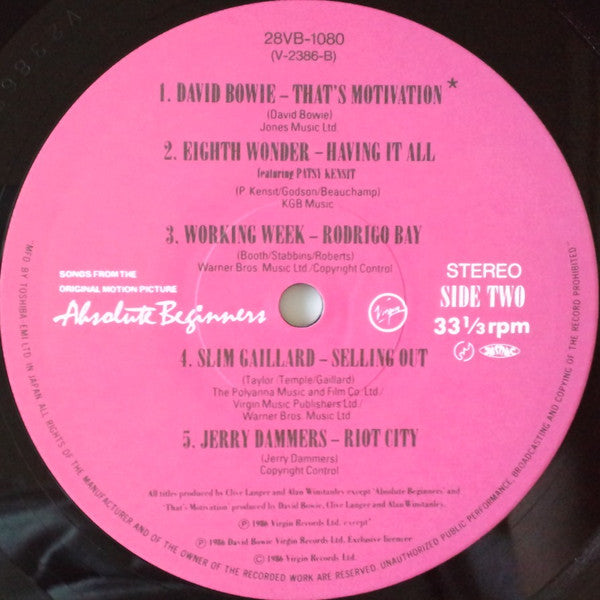 28VB-1080
(V-2386-B)
1. DAVID BOWIE – THAT'S MOTIVATION *
(David Bowie)
Jones Music Ltd.
2. EIGHTH WONDER – HAVING IT ALL
featuring PATSY KENSIT
(P. Kensit/Godson/Beauchamp)
KGB Music
3. WORKING WEEK – RODRIGO BAY
(Booth/Stabbins/Roberts)
Warner Bros. Music Ltd./Copyright Control
SONGS FROM THE
ORIGINAL MOTION PICTURE
Absolute Beginners
Virgin
STEREO
SIDE TWO
33 1/3 rpm
4. SLIM GAILLARD – SELLING OUT
(Taylor/Temple/Gaillard)
The Polyanna Music and Film Co. Ltd./
Virgin Music Publishers Ltd./
Warner Bros. Music Ltd
5. JERRY DAMMERS – RIOT CITY
(Jerry Dammers)
Copyright Control
All titles produced by Clive Langer and Alan Winstanley except 'Absolute Beginners' and
'That's Motivation' produced by David Bowie, Clive Langer and Alan Winstanley.
℗ 1986 Virgin Records Ltd. except*
℗ 1986 David Bowie Virgin Records Ltd. Exclusive licencee
© 1986 Virgin Records Ltd.
"MFD. BY TOSHIBA EMI LTD. IN JAPAN ALL RIGHTS OF THE MANUFACTURER AND OF THE OWNER OF THE RECORDED WORK ARE RESERVED. UNAUTHORIZED PUBLIC PERFORMANCE, BROADCASTING AND COPYING OF THE RECORD PROHIBITED"